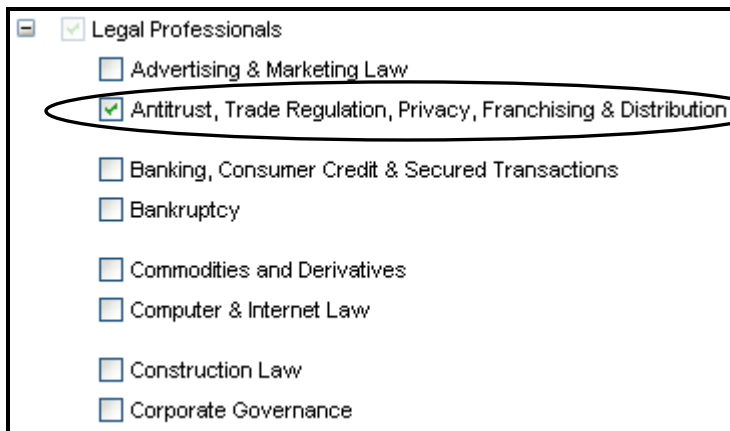 Legal Professionals
Advertising & Marketing Law
Antitrust, Trade Regulation, Privacy, Franchising & Distribution
Banking, Consumer Credit & Secured Transactions
Bankruptcy
Commodities and Derivatives
Computer & Internet Law
Construction Law
Corporate Governance